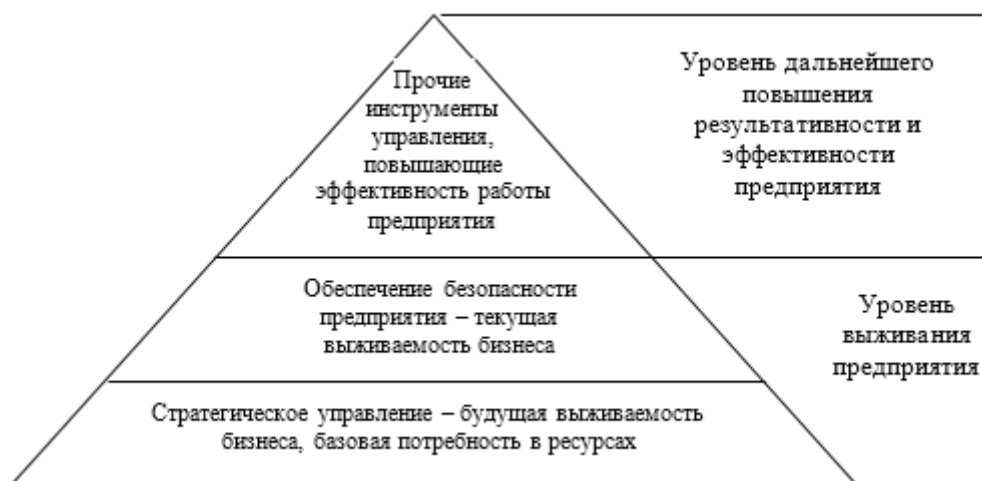 Прочие
инструменты
управления,
повышающие
эффективность работы
предприятия
Уровень дальнейшего
повышения
результативности и
эффективности
предприятия
Обеспечение безопасности
предприятия – текущая
выживаемость бизнеса
Уровень
выживания
предприятия
Стратегическое управление – будущая выживаемость
бизнеса, базовая потребность в ресурсах